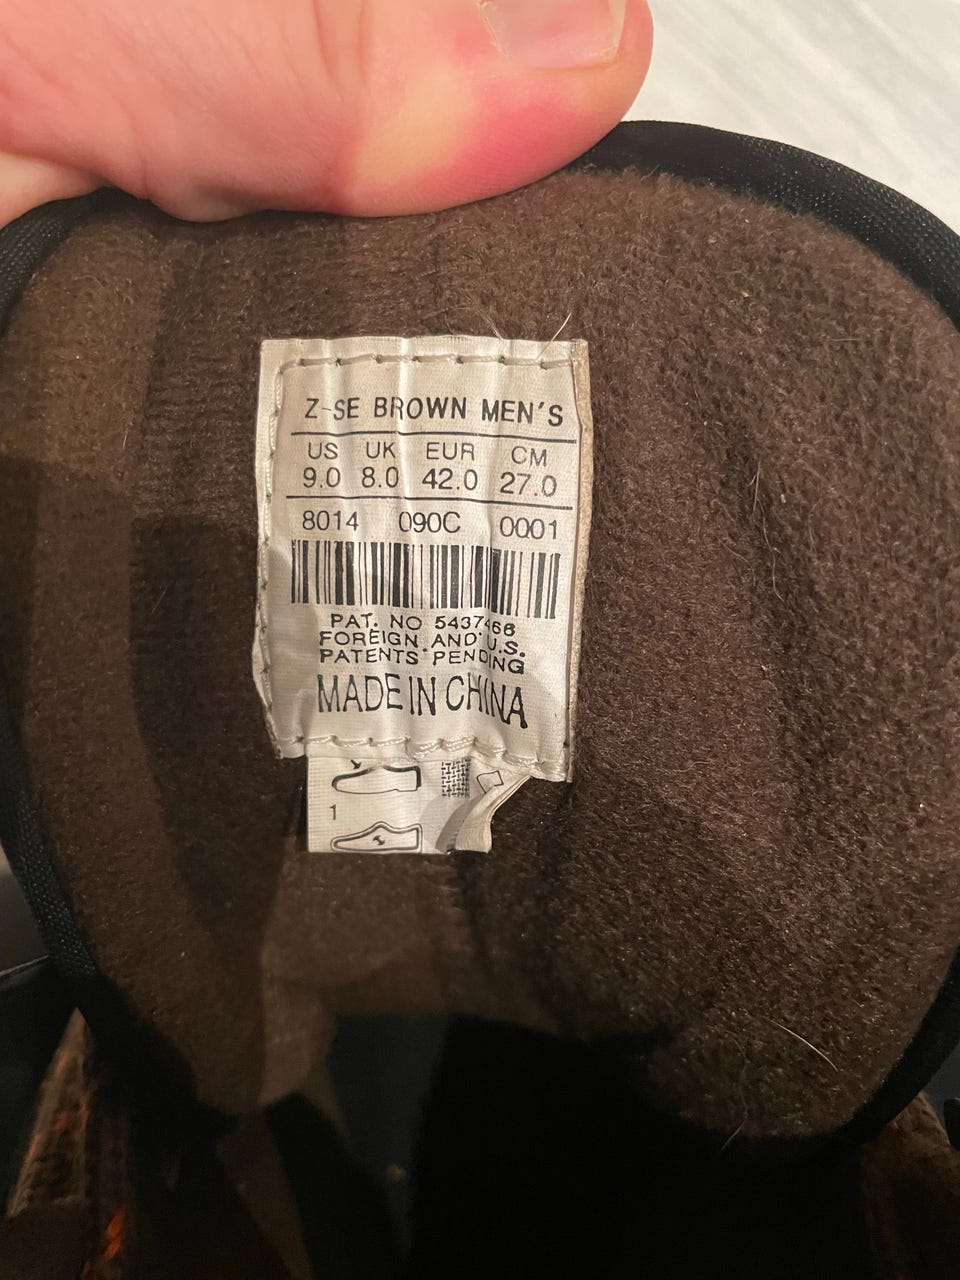 Z-SE BROWN MEN'S
US UK EUR CM
9.0 8.0 42.0 27.0
8014 090C 0001
PAT. NO 5437466
FOREIGN AND U.S.
PATENTS PENDING
MADE IN CHINA
1